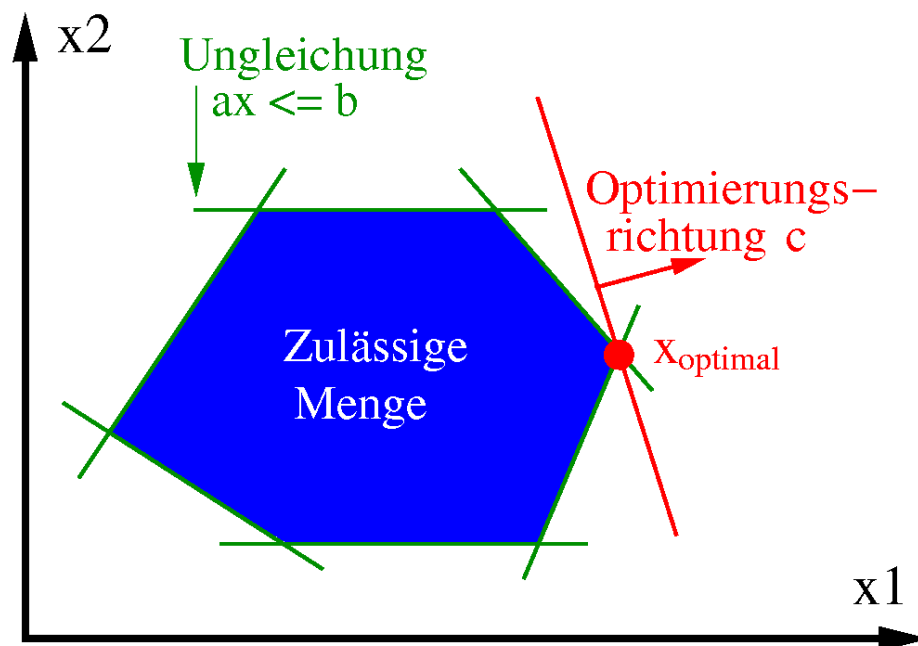 x2
Ungleichung
ax <= b
Optimierungs–
richtung c
Zulässige
Menge
x_optimal
x1